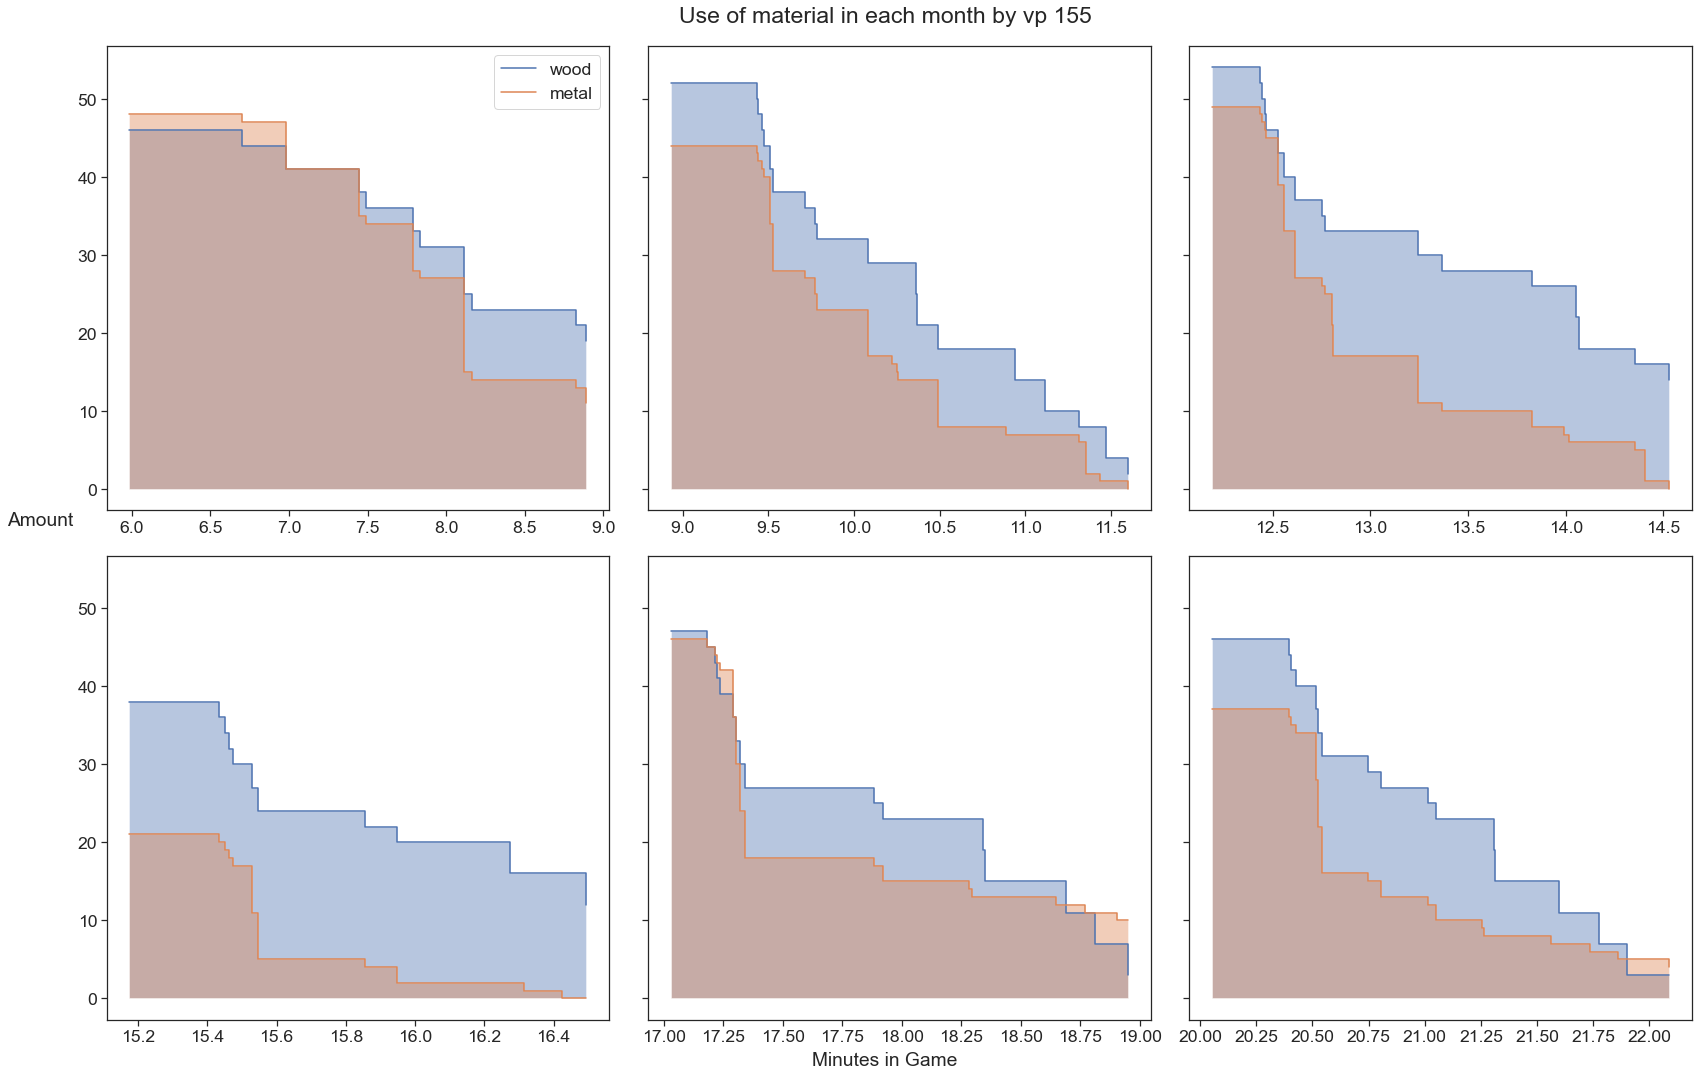 Use of material in each month by vp 155
wood
metal
50
40
30
20
10
0
6.0 6.5 7.0 7.5 8.0 8.5 9.0
9.0 9.5 10.0 10.5 11.0 11.5
12.5 13.0 13.5 14.0 14.5
Amount
50
40
30
20
10
0
15.2 15.4 15.6 15.8 16.0 16.2 16.4
17.00 17.25 17.50 17.75 18.00 18.25 18.50 18.75 19.00
20.00 20.25 20.50 20.75 21.00 21.25 21.50 21.75 22.00
Minutes in Game